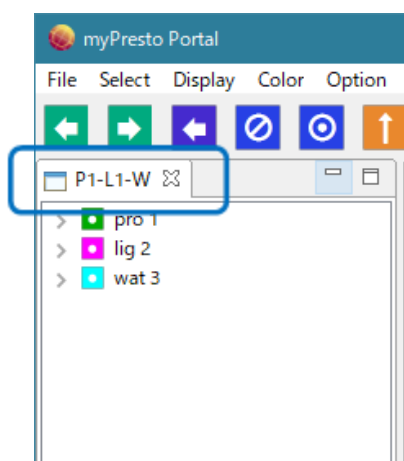 myPresto Portal
File Select Display Color Option
P1-L1-W
pro 1
lig 2
wat 3